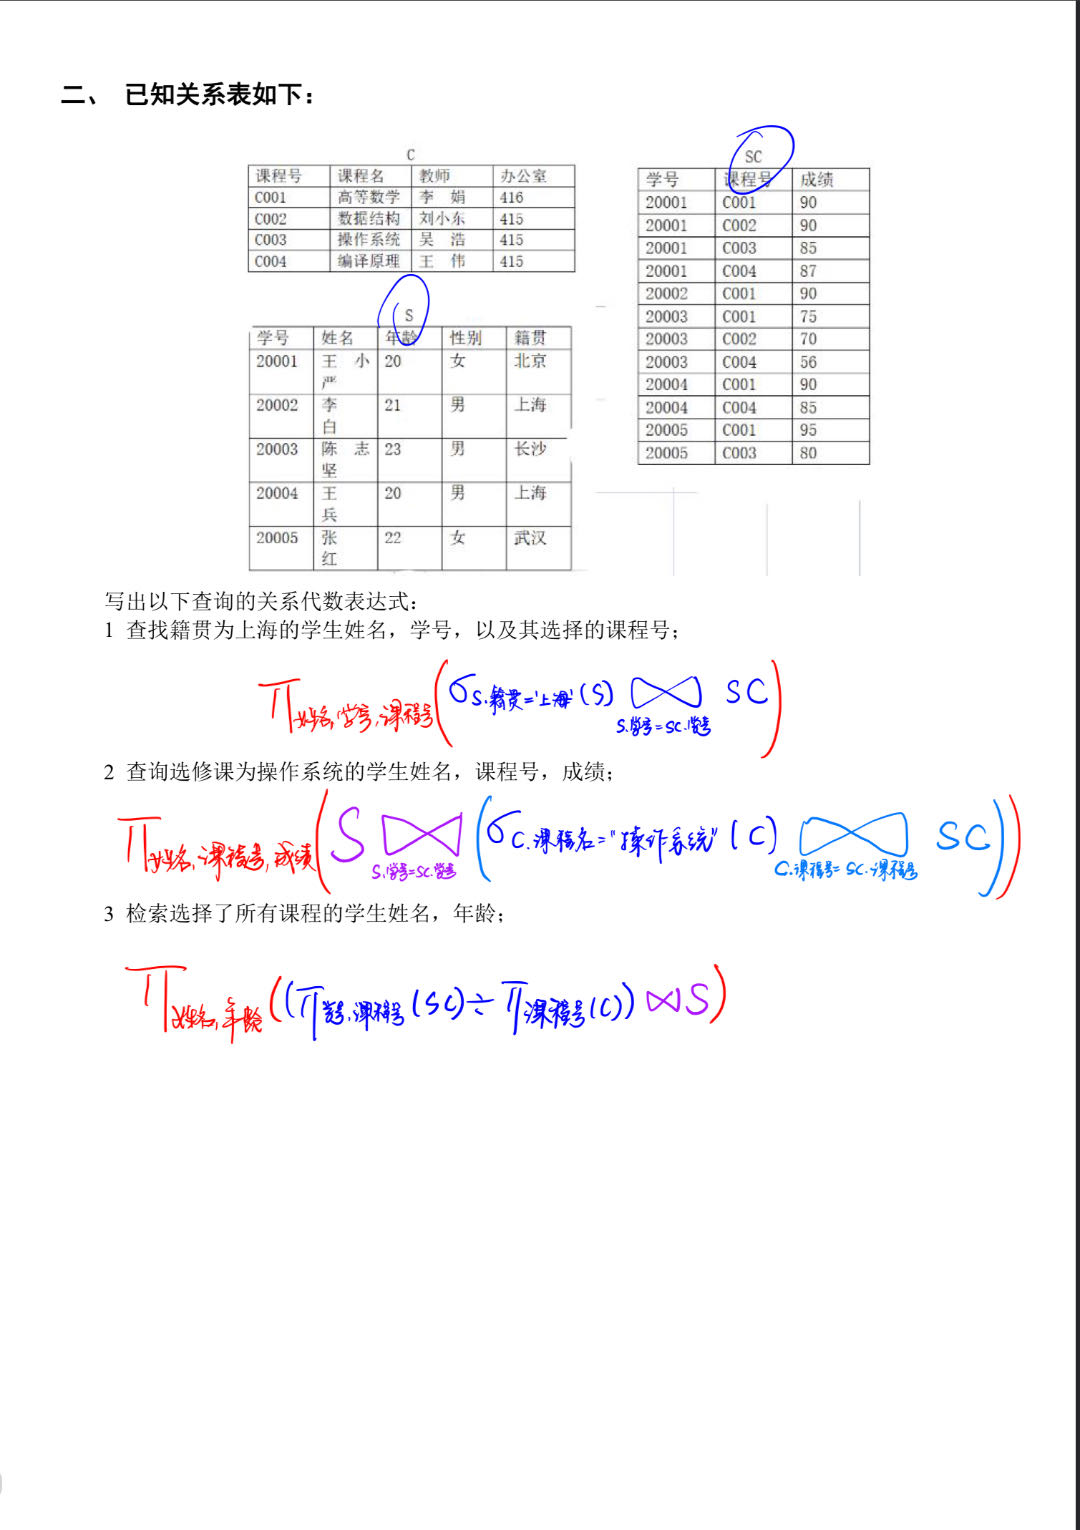 二、 已知关系表如下：
C
课程号 课程名 教师 办公室
C001 高等数学 李 娟 416
C002 数据结构 刘小东 415
C003 操作系统 吴 浩 415
C004 编译原理 王 伟 415
S
学号 姓名 年龄 性别 籍贯
20001 王 小严 20 女 北京
20002 李白 21 男 上海
20003 陈 志坚 23 男 长沙
20004 王兵 20 男 上海
20005 张红 22 女 武汉
SC
学号 课程号 成绩
20001 C001 90
20001 C002 90
20001 C003 85
20001 C004 87
20002 C001 90
20003 C001 75
20003 C002 70
20003 C004 56
20004 C001 90
20004 C004 85
20005 C001 95
20005 C003 80
写出以下查询的关系代数表达式：
1 查找籍贯为上海的学生姓名，学号，以及其选择的课程号；
π姓名,学号,课程号(σS.籍贯='上海'(S) ⋈S.学号=SC.学号 SC)
2 查询选修课为操作系统的学生姓名，课程号，成绩；
π姓名,课程号,成绩(S ⋈S.学号=SC.学号 (σC.课程名="操作系统"(C) ⋈C.课程号=SC.课程号 SC))
3 检索选择了所有课程的学生姓名，年龄；
π姓名,年龄((π学号,课程号(SC)÷π课程号(C))⋈S)